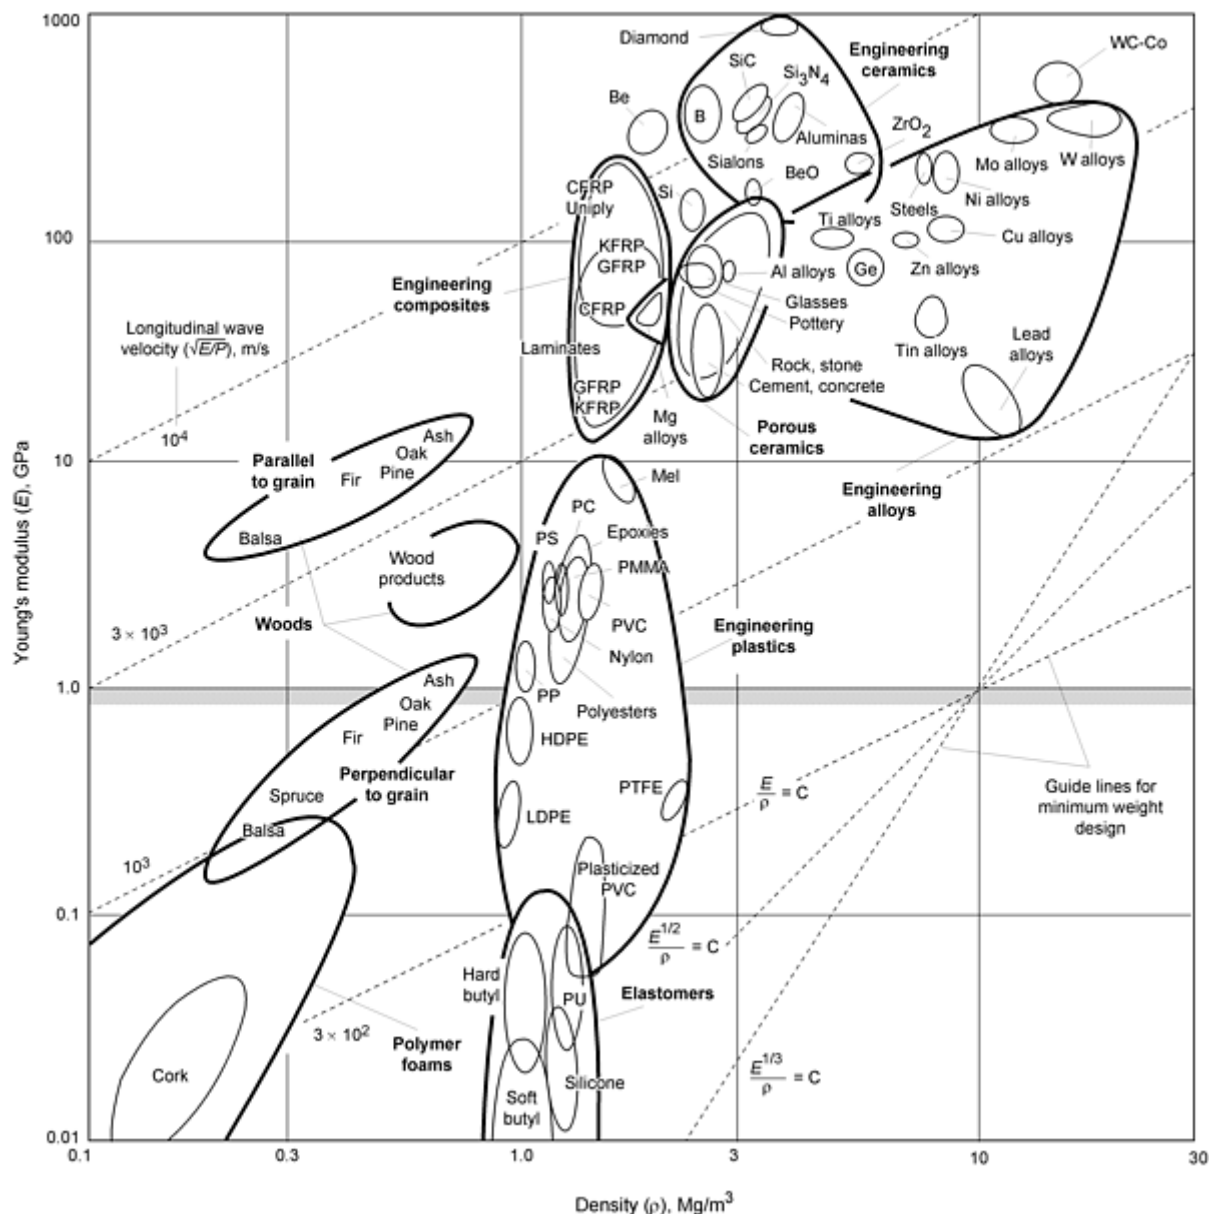 1000
100
10
1.0
0.1
0.01
Young's modulus (E), GPa
0.1
0.3
1.0
3
10
30
Density (ρ), Mg/m³
Diamond
Engineering
ceramics
WC-Co
SiC
Si₃N₄
Be
B
Aluminas
ZrO₂
Sialons
BeO
Mo alloys
W alloys
CFRP
Uniply
Si
Ti alloys
Steels
Ni alloys
Cu alloys
KFRP
GFRP
Al alloys
Ge
Zn alloys
Engineering
composites
CFRP
Glasses
Pottery
Longitudinal wave
velocity (√E/P), m/s
Laminates
Tin alloys
Lead
alloys
Rock, stone
Cement, concrete
GFRP
KFRP
Mg
alloys
Porous
ceramics
10⁴
Parallel
to grain
Ash
Oak
Pine
Fir
Balsa
Mel
Engineering
alloys
PC
PS
Epoxies
PMMA
Wood
products
PVC
Nylon
Engineering
plastics
3 × 10³
Woods
PP
Polyesters
Ash
Oak
Pine
Fir
HDPE
Perpendicular
to grain
Spruce
Balsa
PTFE
LDPE
E/ρ = C
Guide lines for
minimum weight
design
10³
Plasticized
PVC
E^1/2/ρ = C
Hard
butyl
PU
Elastomers
3 × 10²
Polymer
foams
Cork
Silicone
Soft
butyl
E^1/3/ρ = C